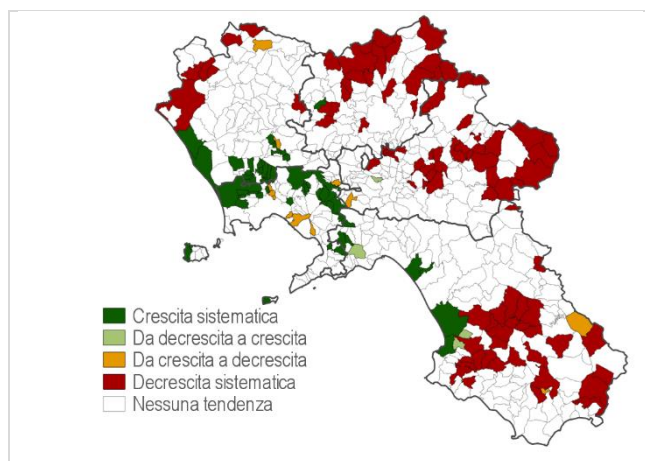 Crescita sistematica
Da decrescita a crescita
Da crescita a decrescita
Decrescita sistematica
Nessuna tendenza